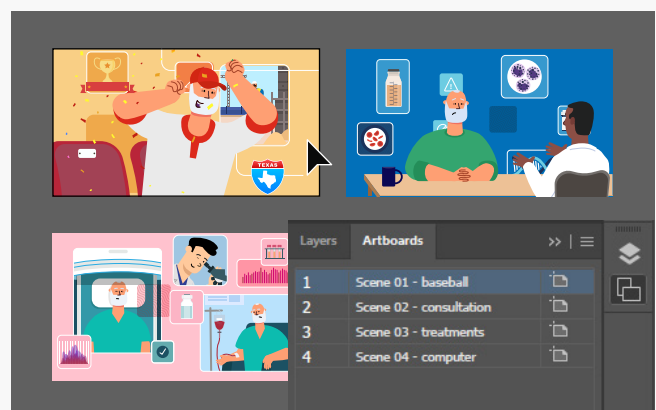 TEXAS
Layers Artboards
1 Scene 01 - baseball
2 Scene 02 - consultation
3 Scene 03 - treatments
4 Scene 04 - computer